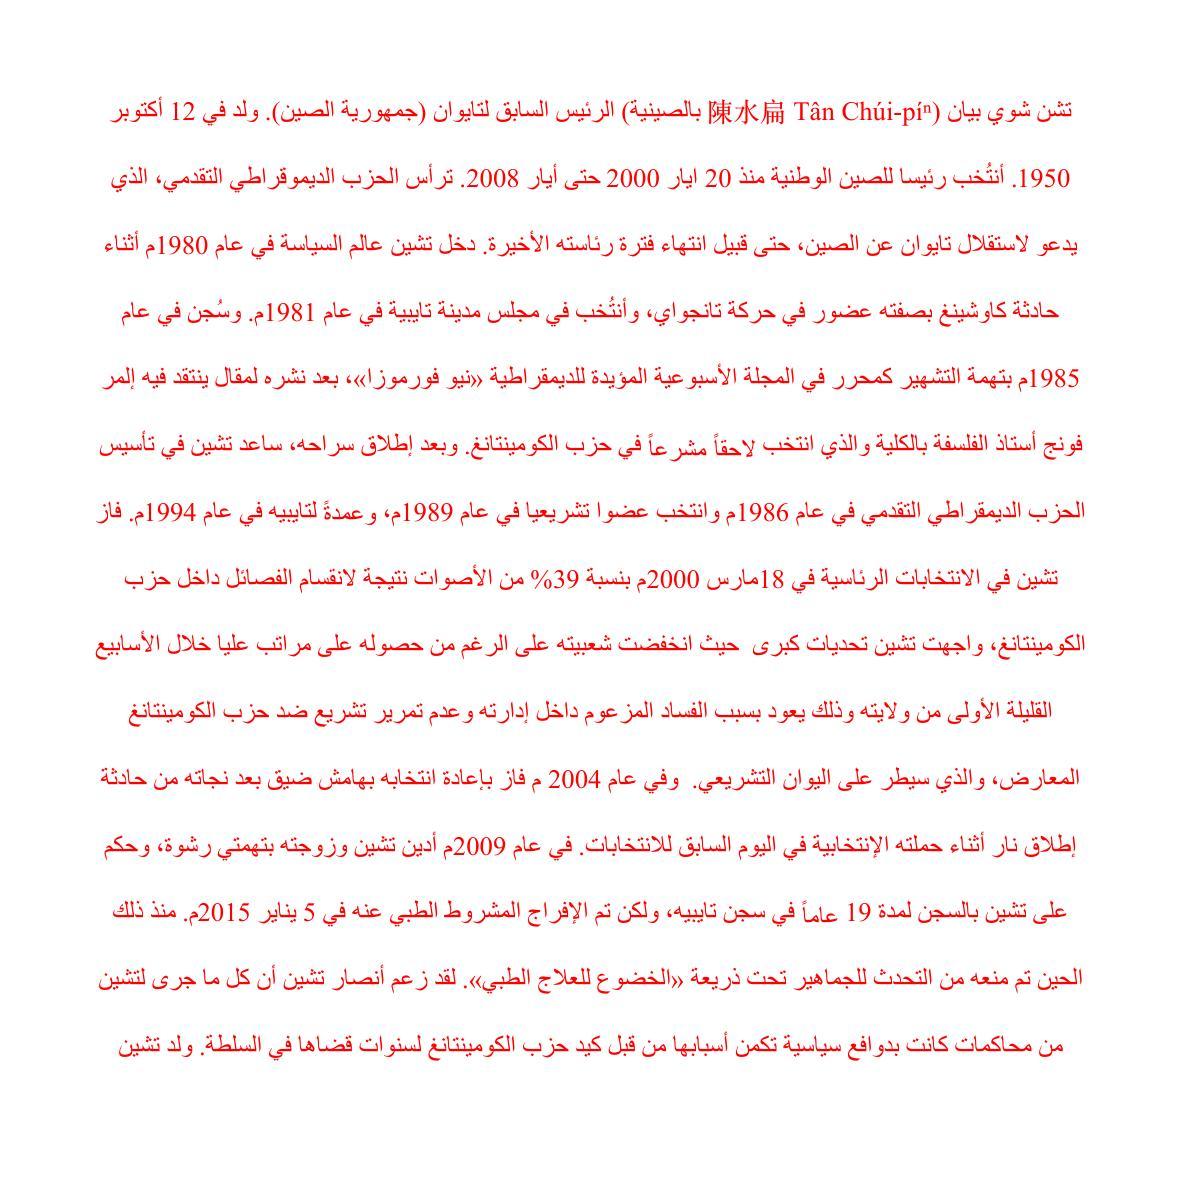 تشن شوي بيان (陳水扁 Tân Chúi-píⁿ بالصينية) الرئيس السابق لتايوان (جمهورية الصين). ولد في 12 أكتوبر
1950. أنتُخب رئيسا للصين الوطنية منذ 20 ايار 2000 حتى أيار 2008. ترأس الحزب الديموقراطي التقدمي، الذي
يدعو لاستقلال تايوان عن الصين، حتى قبيل انتهاء فترة رئاسته الأخيرة. دخل تشين عالم السياسة في عام 1980م أثناء
حادثة كاوشينغ بصفته عضور في حركة تانجواي، وأنتُخب في مجلس مدينة تايبية في عام 1981م. وسُجن في عام
1985م بتهمة التشهير كمحرر في المجلة الأسبوعية المؤيدة للديمقراطية «نيو فورموزا»، بعد نشره لمقال ينتقد فيه إلمر
فونج أستاذ الفلسفة بالكلية والذي انتخب لاحقاً مشرعاً في حزب الكومينتانغ. وبعد إطلاق سراحه، ساعد تشين في تأسيس
الحزب الديمقراطي التقدمي في عام 1986م وانتخب عضوا تشريعيا في عام 1989م، وعمدةً لتايبيه في عام 1994م. فاز
تشين في الانتخابات الرئاسية في 18مارس 2000م بنسبة 39% من الأصوات نتيجة لانقسام الفصائل داخل حزب
الكومينتانغ، واجهت تشين تحديات كبرى  حيث انخفضت شعبيته على الرغم من حصوله على مراتب عليا خلال الأسابيع
القليلة الأولى من ولايته وذلك يعود بسبب الفساد المزعوم داخل إدارته وعدم تمرير تشريع ضد حزب الكومينتانغ
المعارض، والذي سيطر على اليوان التشريعي.  وفي عام 2004 م فاز بإعادة انتخابه بهامش ضيق بعد نجاته من حادثة
إطلاق نار أثناء حملته الإنتخابية في اليوم السابق للانتخابات. في عام 2009م أدين تشين وزوجته بتهمتي رشوة، وحكم
على تشين بالسجن لمدة 19 عاماً في سجن تايبيه، ولكن تم الإفراج المشروط الطبي عنه في 5 يناير 2015م. منذ ذلك
الحين تم منعه من التحدث للجماهير تحت ذريعة «الخضوع للعلاج الطبي». لقد زعم أنصار تشين أن كل ما جرى لتشين
من محاكمات كانت بدوافع سياسية تكمن أسبابها من قبل كيد حزب الكومينتانغ لسنوات قضاها في السلطة. ولد تشين